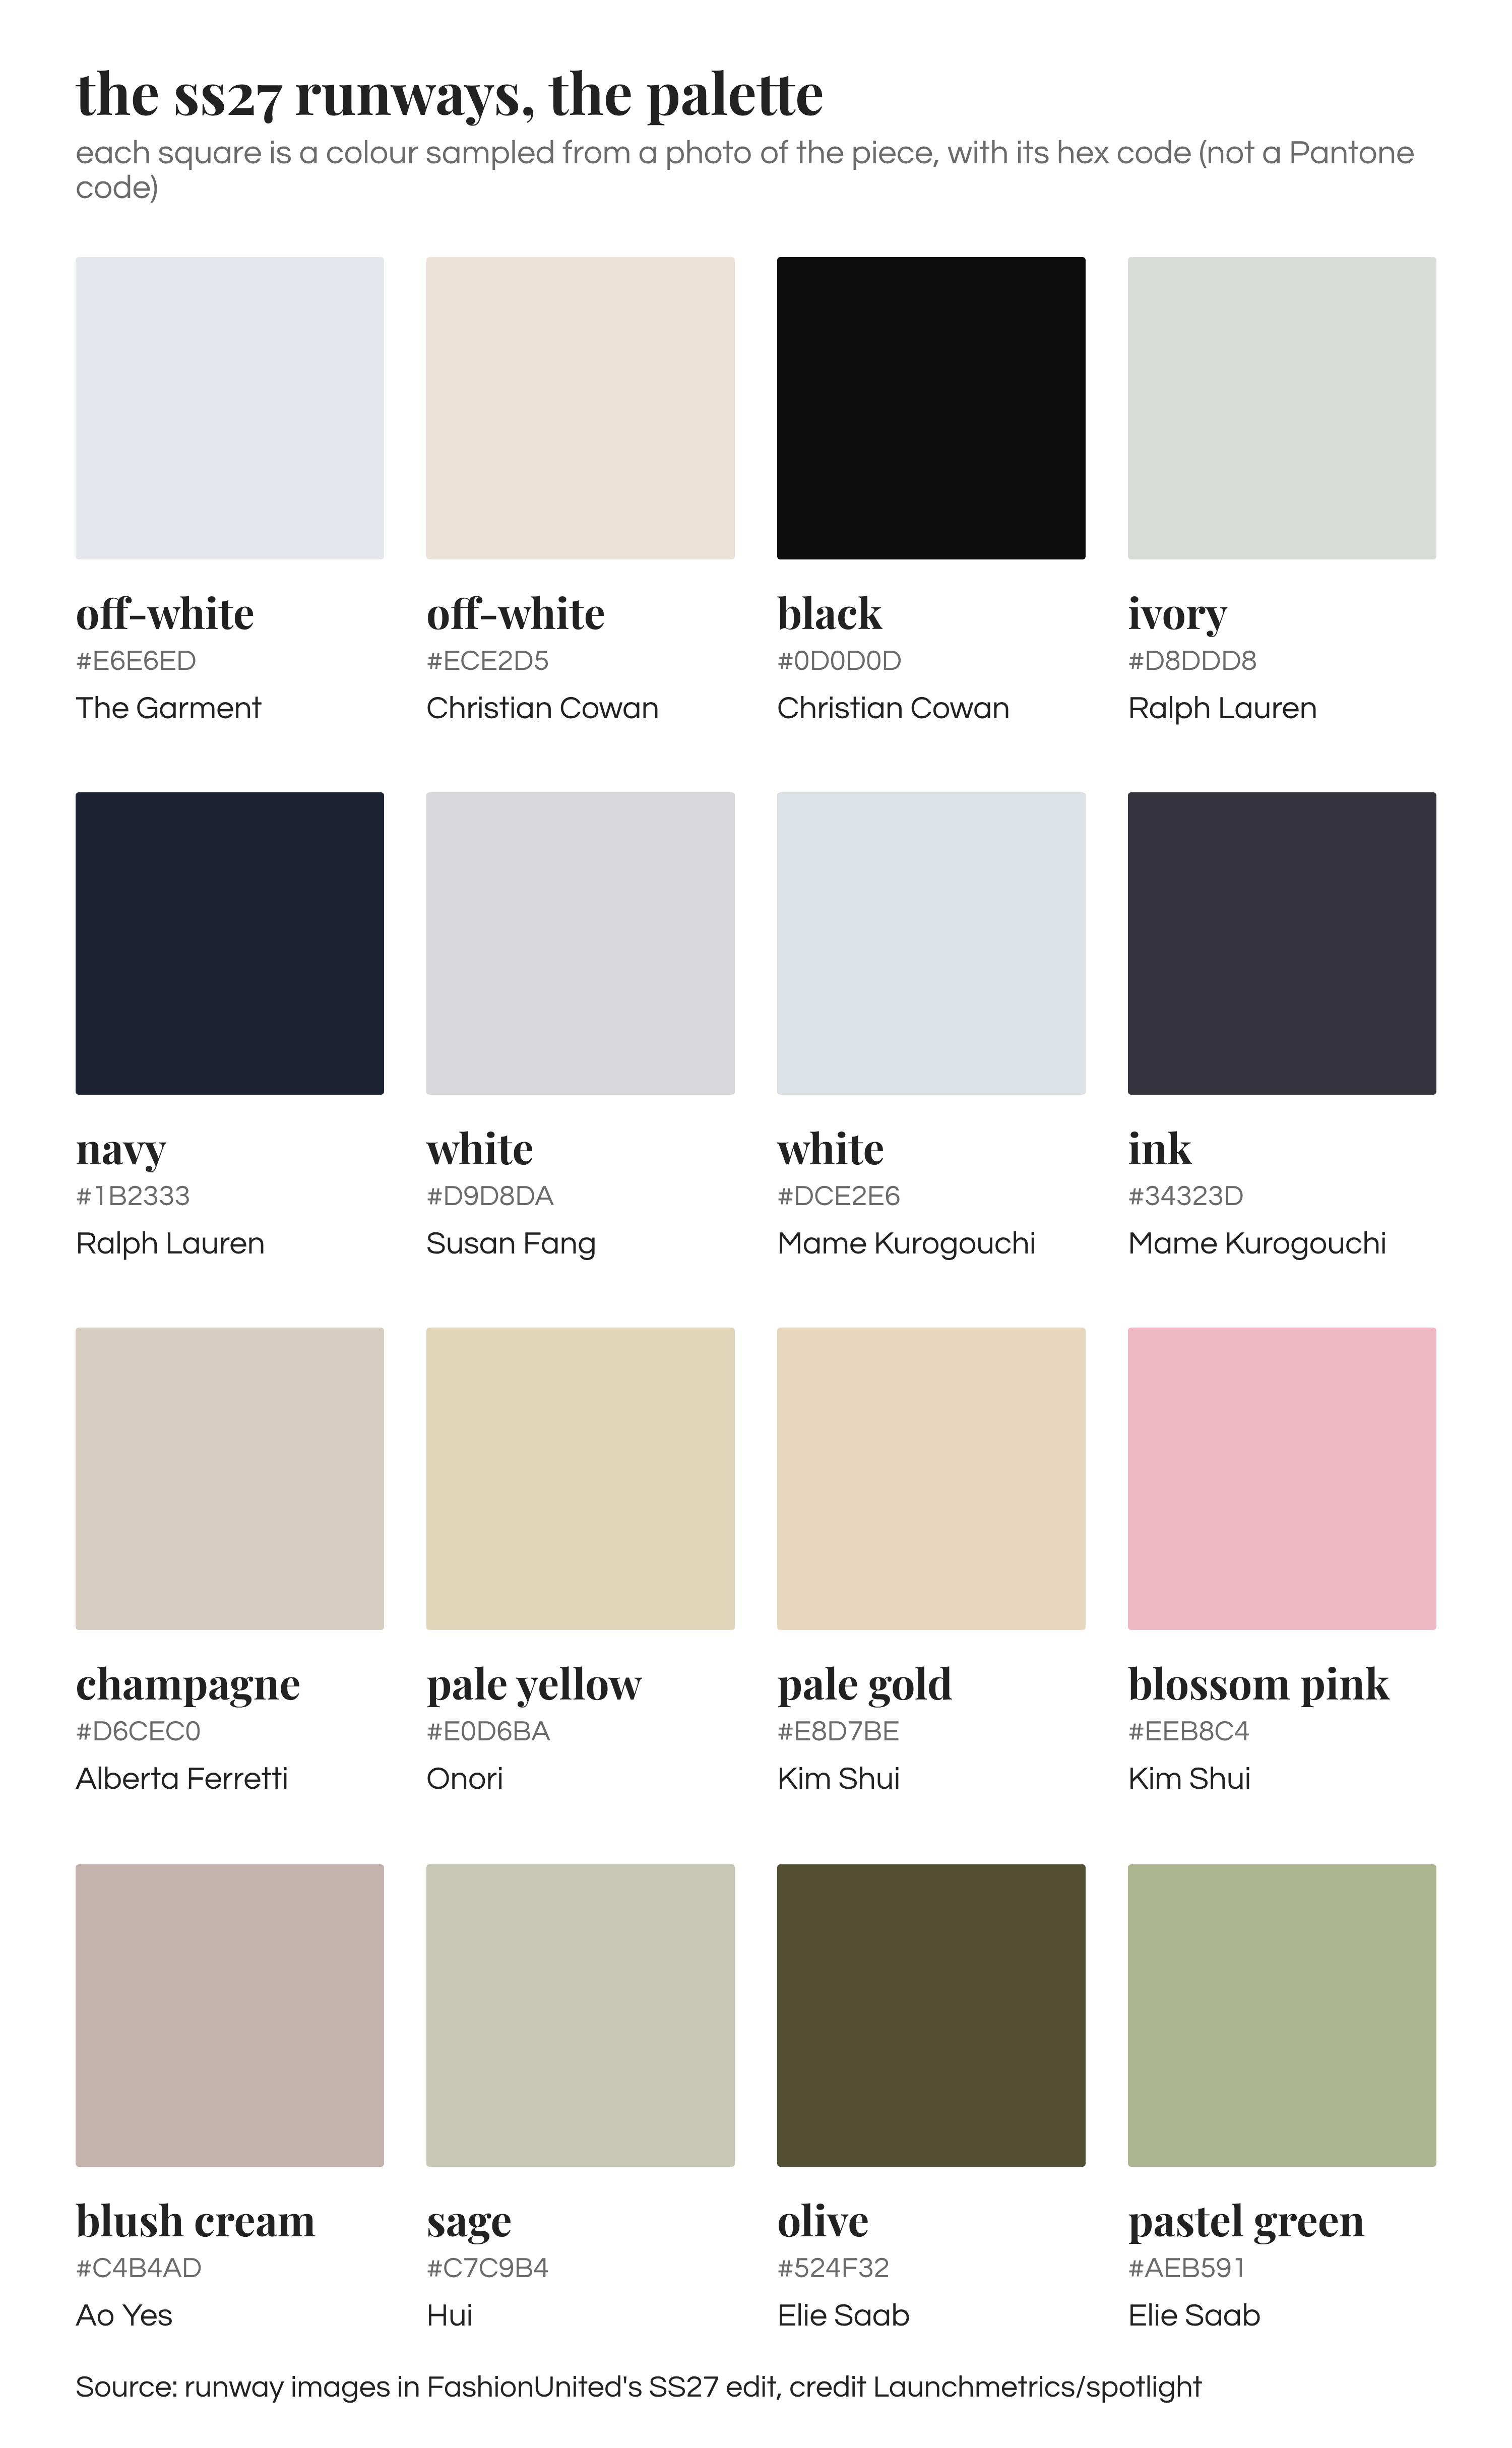 the ss27 runways, the palette
each square is a colour sampled from a photo of the piece, with its hex code (not a Pantone
code)
off-white
#E6E6ED
The Garment
off-white
#ECE2D5
Christian Cowan
black
#0D0D0D
Christian Cowan
ivory
#D8DDD8
Ralph Lauren
navy
#1B2333
Ralph Lauren
white
#D9D8DA
Susan Fang
white
#DCE2E6
Mame Kurogouchi
ink
#34323D
Mame Kurogouchi
champagne
#D6CEC0
Alberta Ferretti
pale yellow
#E0D6BA
Onori
pale gold
#E8D7BE
Kim Shui
blossom pink
#EEB8C4
Kim Shui
blush cream
#C4B4AD
Ao Yes
sage
#C7C9B4
Hui
olive
#524F32
Elie Saab
pastel green
#AEB591
Elie Saab
Source: runway images in FashionUnited's SS27 edit, credit Launchmetrics/spotlight